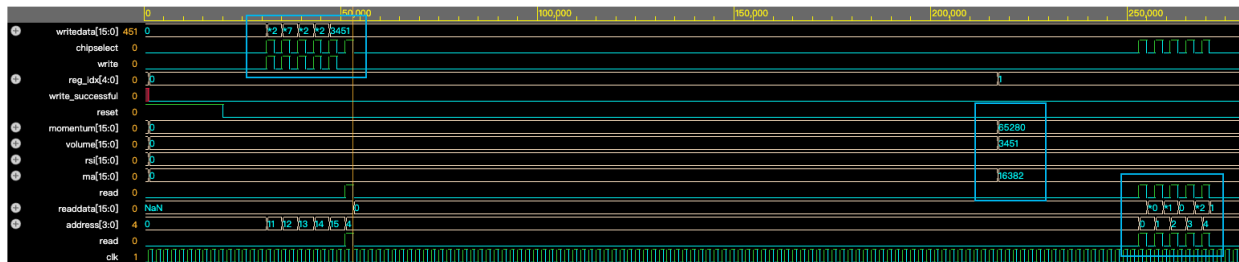 0 50,000 100,000 150,000 200,000 250,000
writedata[15:0] 451 0 *2 *7 *2 *2 3451
chipselect 0
write 0
reg_idx[4:0] 0 0 1
write_successful 0
reset 0
momentum[15:0] 0 0 65280
volume[15:0] 0 0 3451
rsi[15:0] 0 0
ma[15:0] 0 0 16382
read 0
readdata[15:0] 0 NaN 0 *0 *1 0 *2 1
address[3:0] 4 0 11 12 13 14 15 4 0 1 2 3 4
read 0
clk 1